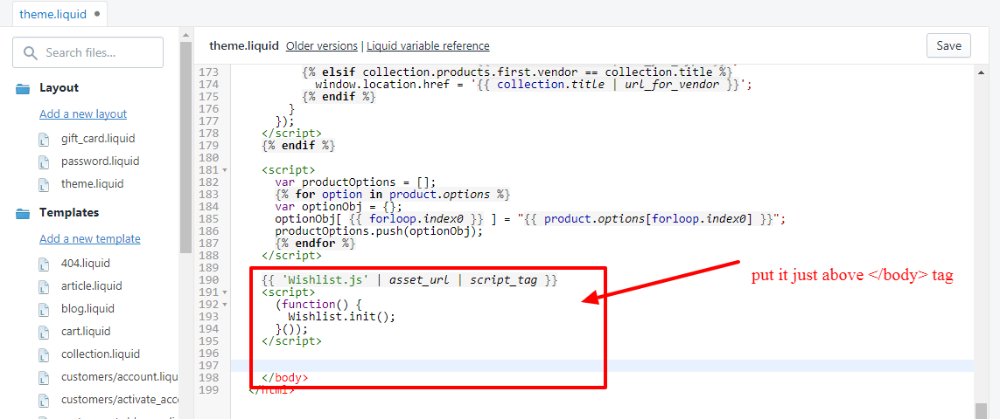 theme.liquid
Search files...
Layout
Add a new layout
gift_card.liquid
password.liquid
theme.liquid
Templates
Add a new template
404.liquid
article.liquid
blog.liquid
cart.liquid
collection.liquid
customers/account.liqu
customers/activate_acc
theme.liquid Older versions | Liquid variable reference
Save
173 {% elsif collection.products.first.vendor == collection.title %}
174 window.location.href = '{{ collection.title | url_for_vendor }}';
175 {% endif %}
176 }
177 });
178 </script>
179 {% endif %}
180
181 <script>
182 var productOptions = [];
183 {% for option in product.options %}
184 var optionObj = {};
185 optionObj[ {{ forloop.index0 }} ] = "{{ product.options[forloop.index0] }}";
186 productOptions.push(optionObj);
187 {% endfor %}
188 </script>
189
190 {{ 'Wishlist.js' | asset_url | script_tag }}
191 <script>
192 (function() {
193 Wishlist.init();
194 }());
195 </script>
196
197
198 </body>
199 </html>
put it just above </body> tag